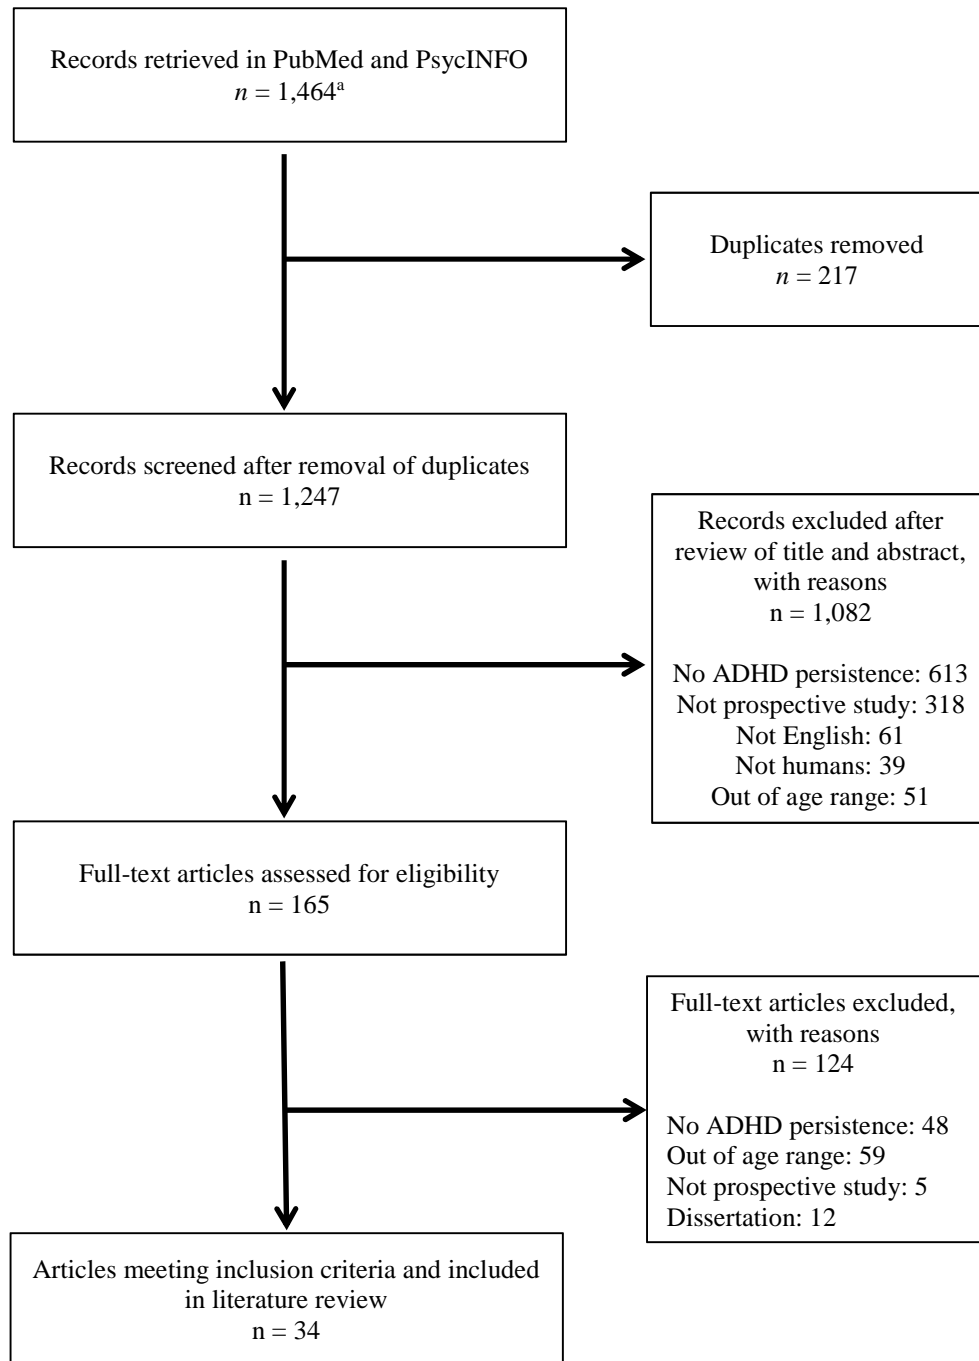 Records retrieved in PubMed and PsycINFO
n = 1,464ᵃ
Duplicates removed
n = 217
Records screened after removal of duplicates
n = 1,247
Records excluded after
review of title and abstract,
with reasons
n = 1,082
No ADHD persistence: 613
Not prospective study: 318
Not English: 61
Not humans: 39
Out of age range: 51
Full-text articles assessed for eligibility
n = 165
Full-text articles excluded,
with reasons
n = 124
No ADHD persistence: 48
Out of age range: 59
Not prospective study: 5
Dissertation: 12
Articles meeting inclusion criteria and included
in literature review
n = 34